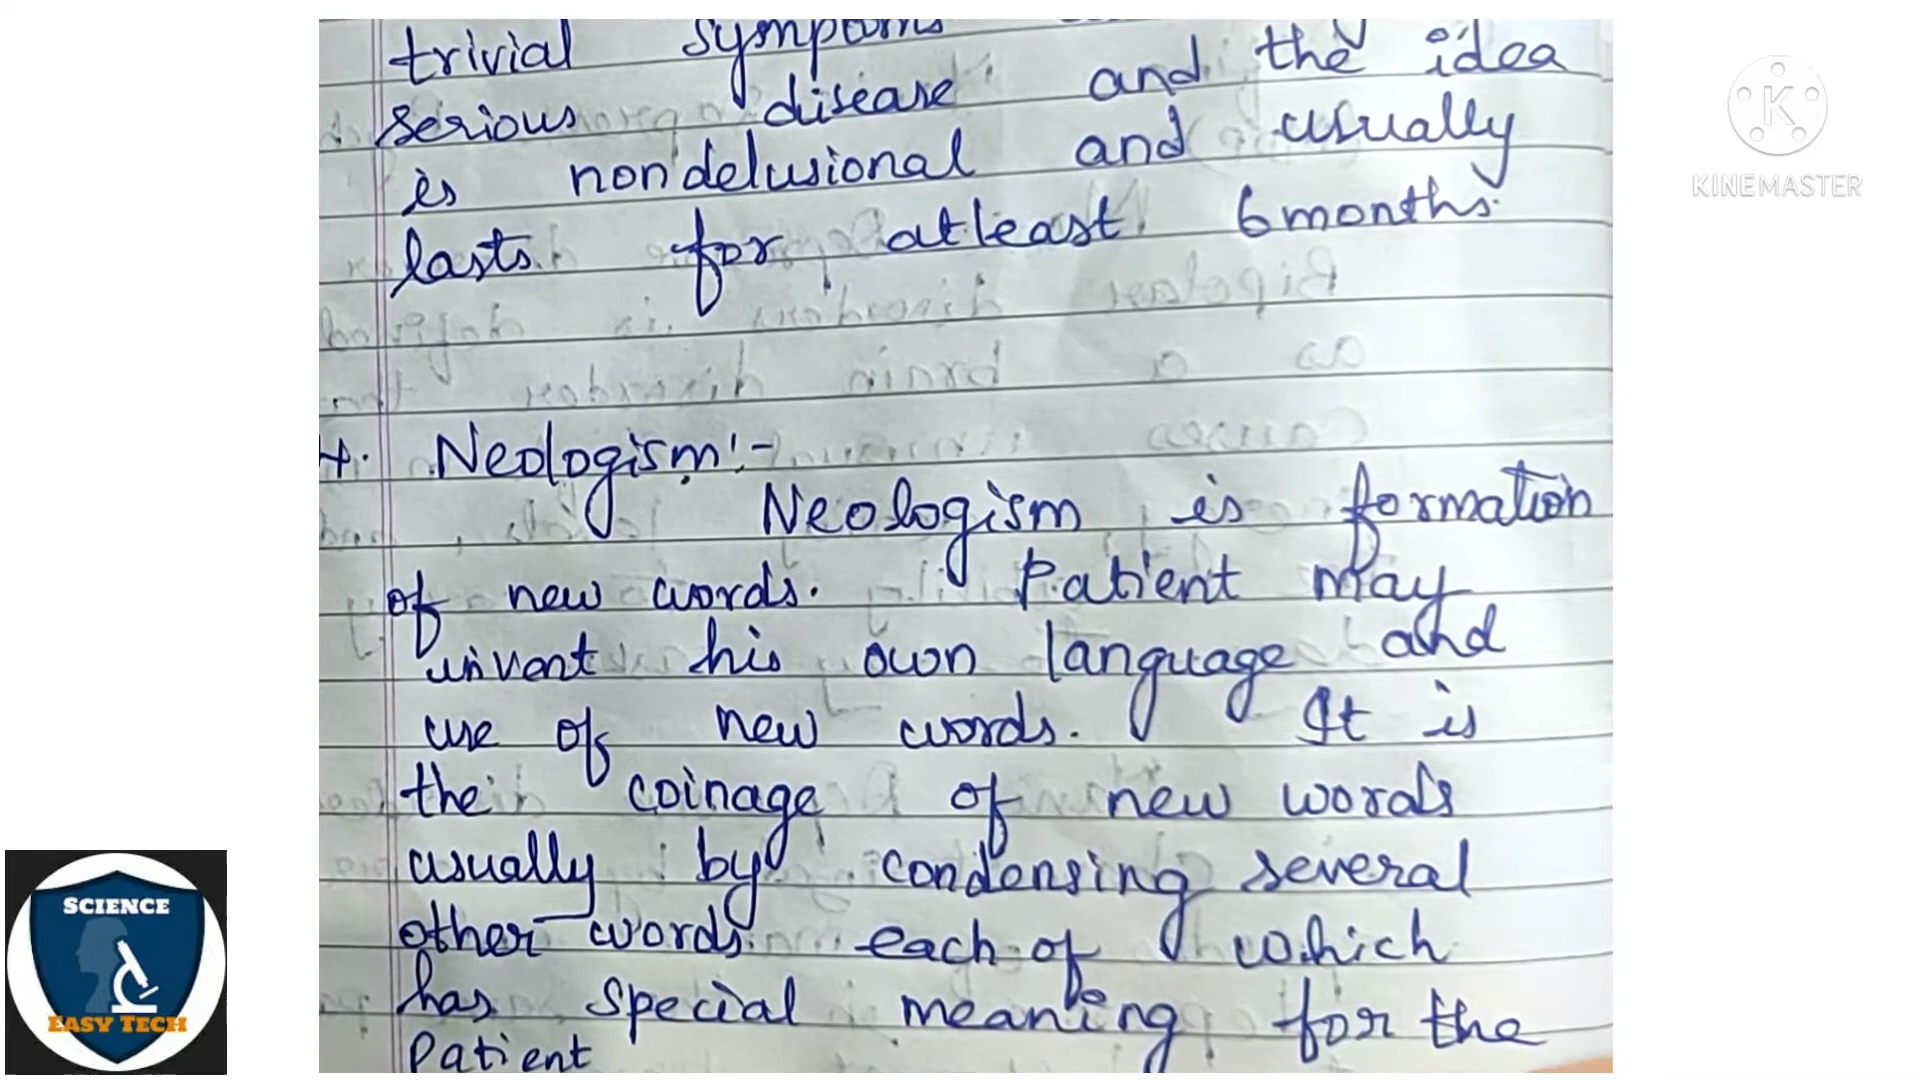 trivial symptoms
serious disease and the idea
is nondelusional and usually
lasts for atleast 6 months.
4. Neologism:-
Neologism is formation
of new words. Patient may
invent his own language and
use of new words. It is
the coinage of new words
usually by condensing several
other words each of which
has special meaning for the
Patient
K
KINEMASTER
SCIENCE
EASY TECH